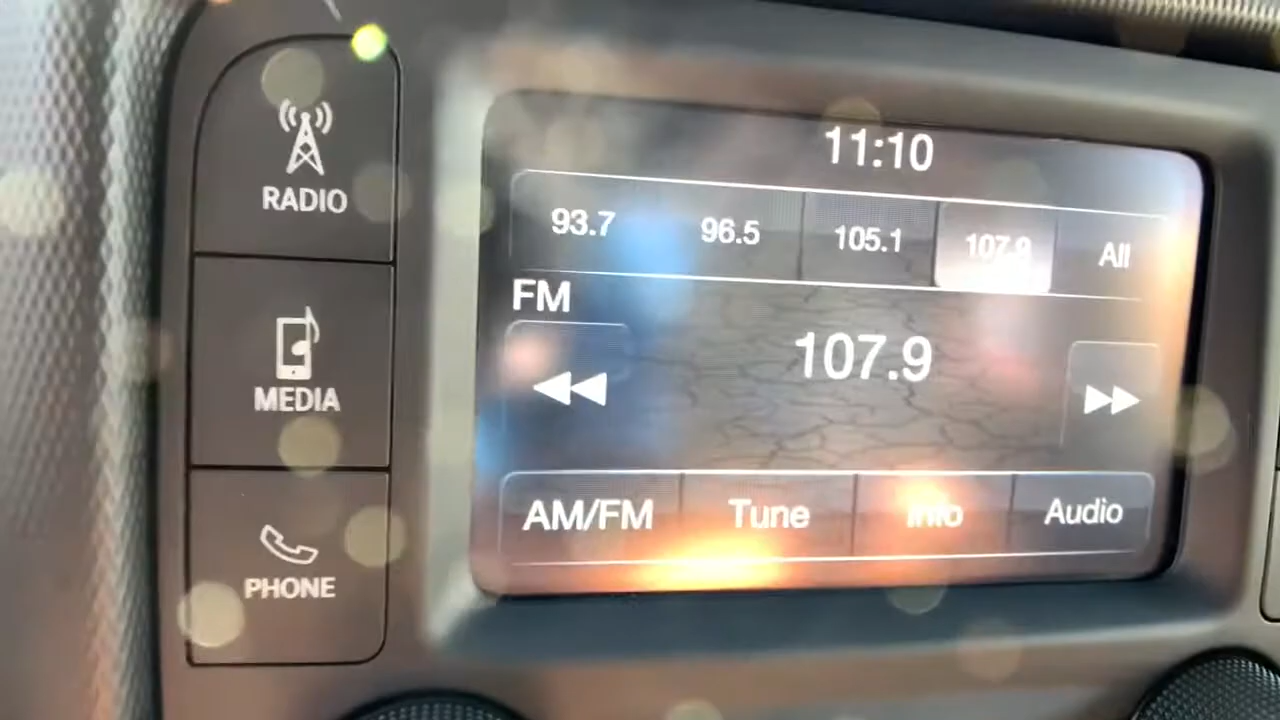 RADIO
11:10
93.7 96.5 105.1 107.9 All
FM
107.9
MEDIA
AM/FM Tune Info Audio
PHONE